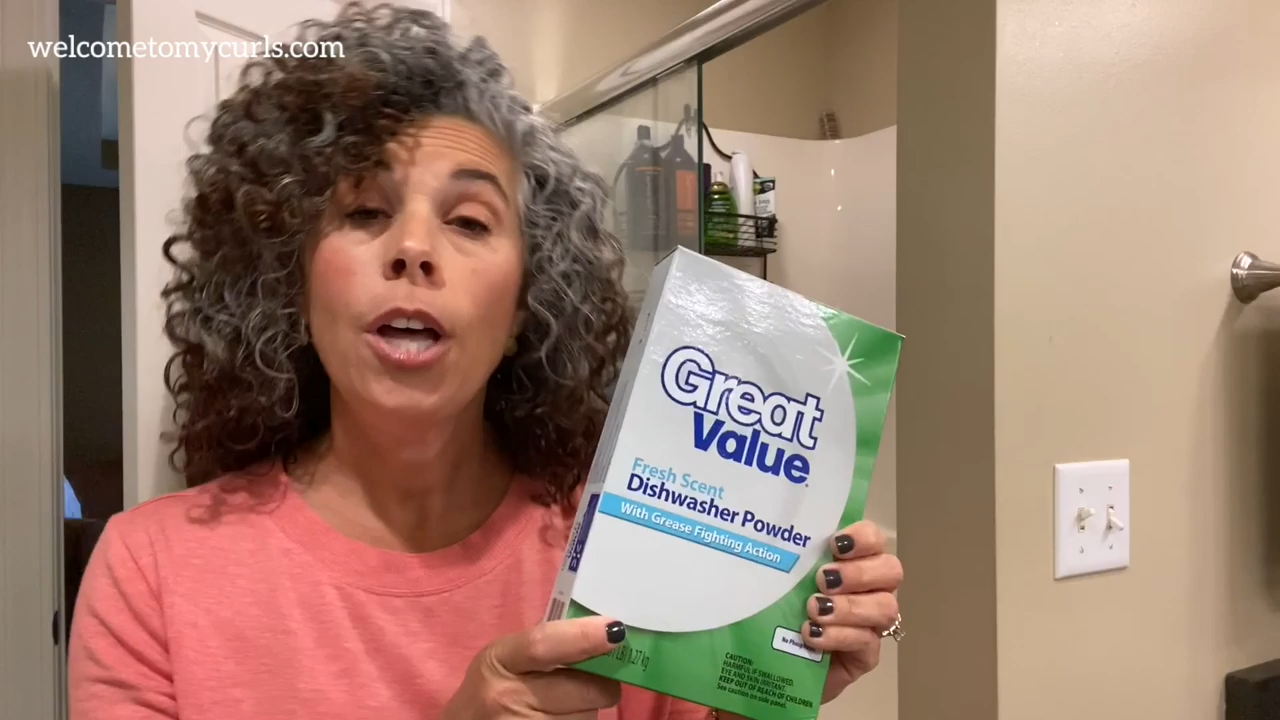 welcometomycurls.com
Great
Value
Fresh Scent
Dishwasher Powder
With Grease Fighting Action
CAUTION:
HARMFUL IF SWALLOWED.
EYE AND SKIN IRRITANT.
KEEP OUT OF REACH OF CHILDREN
See caution on side panel.